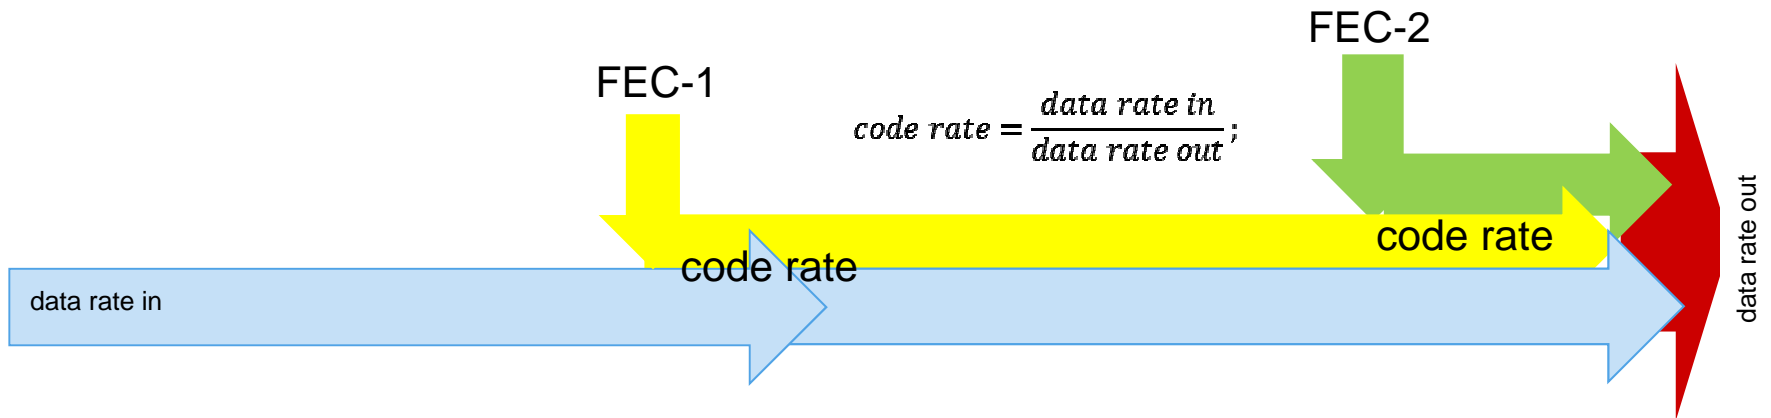 FEC-2
FEC-1
code rate = data rate in / data rate out ;
code rate
code rate
data rate in
data rate out